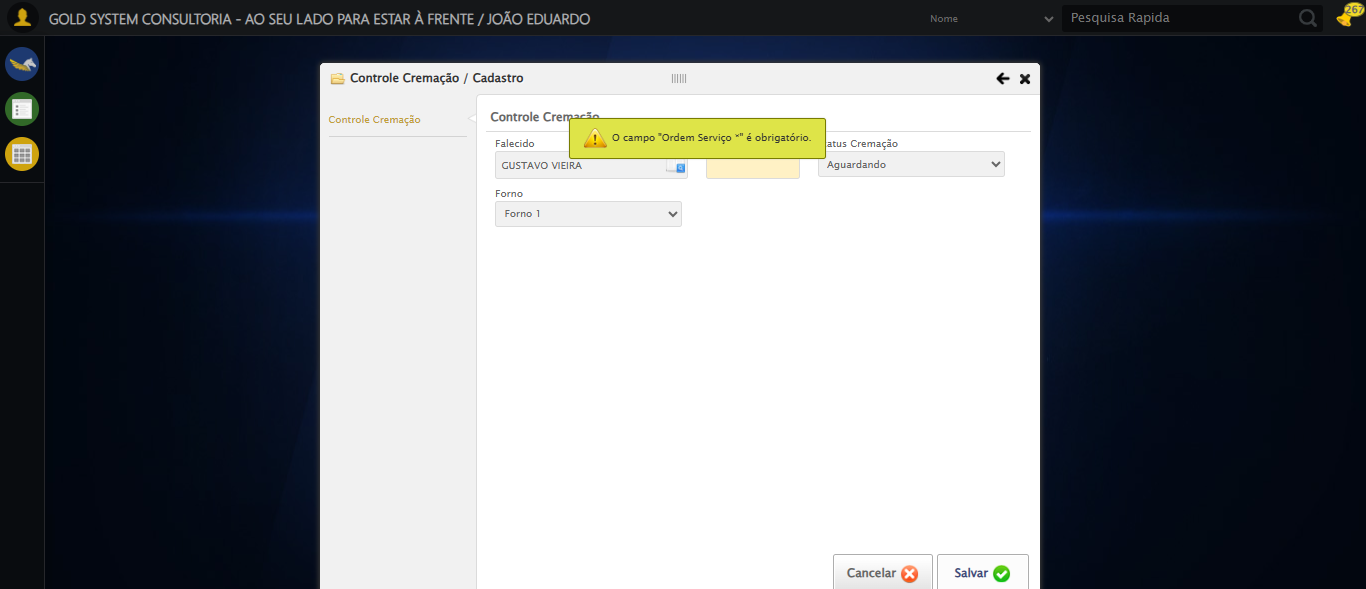 GOLD SYSTEM CONSULTORIA - AO SEU LADO PARA ESTAR À FRENTE / JOÃO EDUARDO
Nome
Pesquisa Rapida
267
Controle Cremação / Cadastro
Controle Cremação
Controle Cremação
O campo "Ordem Serviço *" é obrigatório.
Falecido
tatus Cremação
GUSTAVO VIEIRA
Aguardando
Forno
Forno 1
Cancelar
Salvar